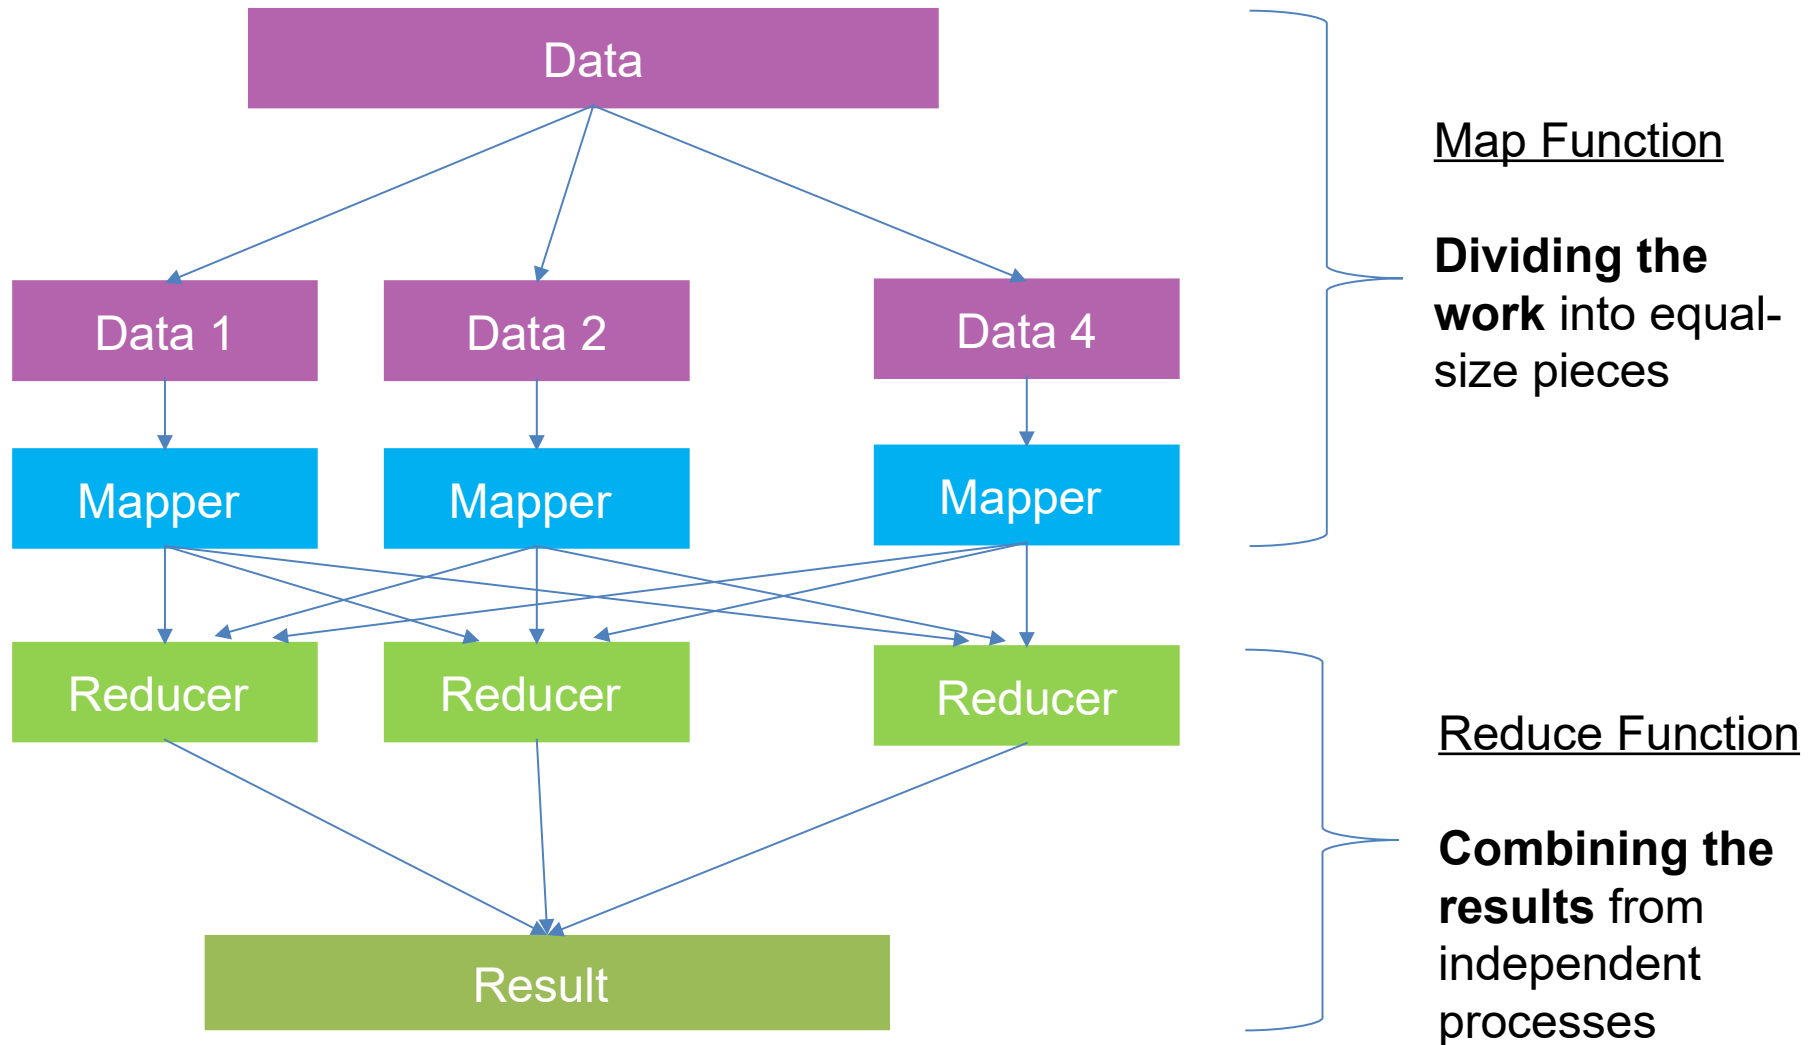 Data
Map Function
Dividing the
work into equal-
size pieces
Data 1
Data 2
Data 4
Mapper
Mapper
Mapper
Reducer
Reducer
Reducer
Reduce Function
Combining the
results from
independent
processes
Result